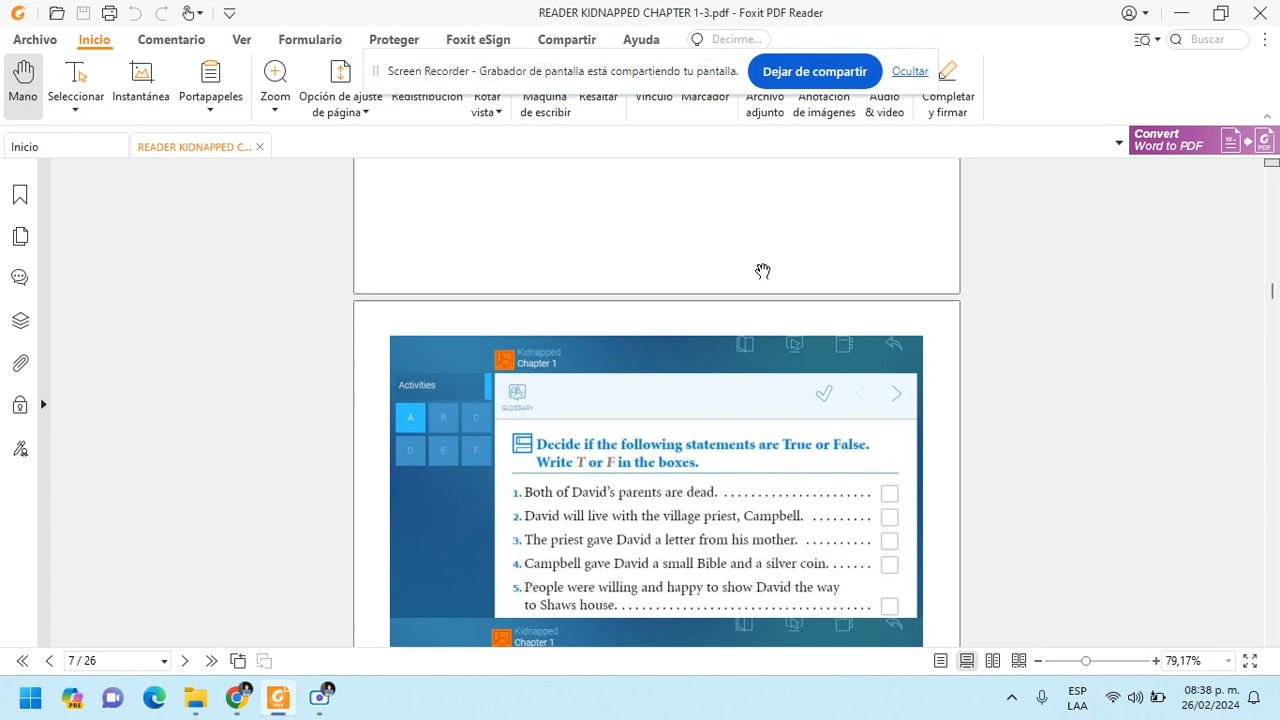 READER KIDNAPPED CHAPTER 1-3.pdf - Foxit PDF Reader
Archivo Inicio Comentario Ver Formulario Proteger Foxit eSign Compartir Ayuda Decirme... Buscar
Screen Recorder - Grabador de pantalla está compartiendo tu pantalla. Dejar de compartir Ocultar
Mano Seleccionar Instantánea Portapapeles Zoom Opción de ajuste de página Redistribución Rotar vista Máquina de escribir Resaltar Vínculo Marcador Archivo adjunto Anotación de imágenes Audio & video Completar y firmar
Inicio READER KIDNAPPED C...
Convert
Word to PDF
Kidnapped
Chapter 1
Activities
A B C
D E F
GLOSSARY
Decide if the following statements are True or False.
Write T or F in the boxes.
1. Both of David's parents are dead. . . . . . . . . . . . . . . . . . . . . . .
2. David will live with the village priest, Campbell. . . . . . . . . .
3. The priest gave David a letter from his mother. . . . . . . . . . .
4. Campbell gave David a small Bible and a silver coin. . . . . . .
5. People were willing and happy to show David the way
to Shaws house. . . . . . . . . . . . . . . . . . . . . . . . . . . . . . . . . . . . .
Kidnapped
Chapter 1
7 / 26
79,17%
PRE
ESP
LAA
08:38 p. m.
26/02/2024